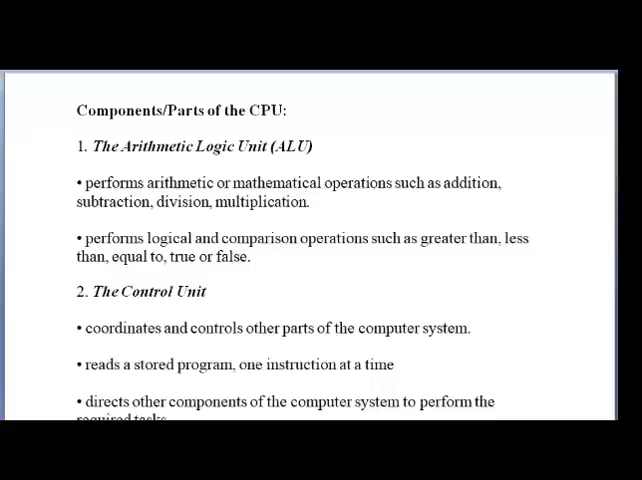 Components/Parts of the CPU:
1. The Arithmetic Logic Unit (ALU)
• performs arithmetic or mathematical operations such as addition,
subtraction, division, multiplication.
• performs logical and comparison operations such as greater than, less
than, equal to, true or false.
2. The Control Unit
• coordinates and controls other parts of the computer system.
• reads a stored program, one instruction at a time
• directs other components of the computer system to perform the
required tasks